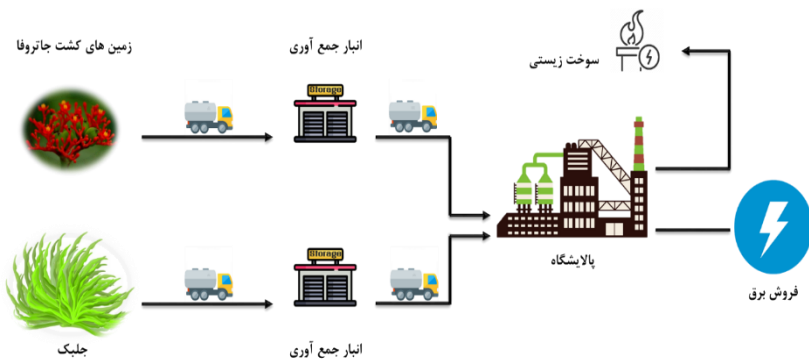 زمین های کشت جاتروفا
انبار جمع آوری
سوخت زیستی
Storage
پالایشگاه
Storage
فروش برق
جلبک
انبار جمع آوری